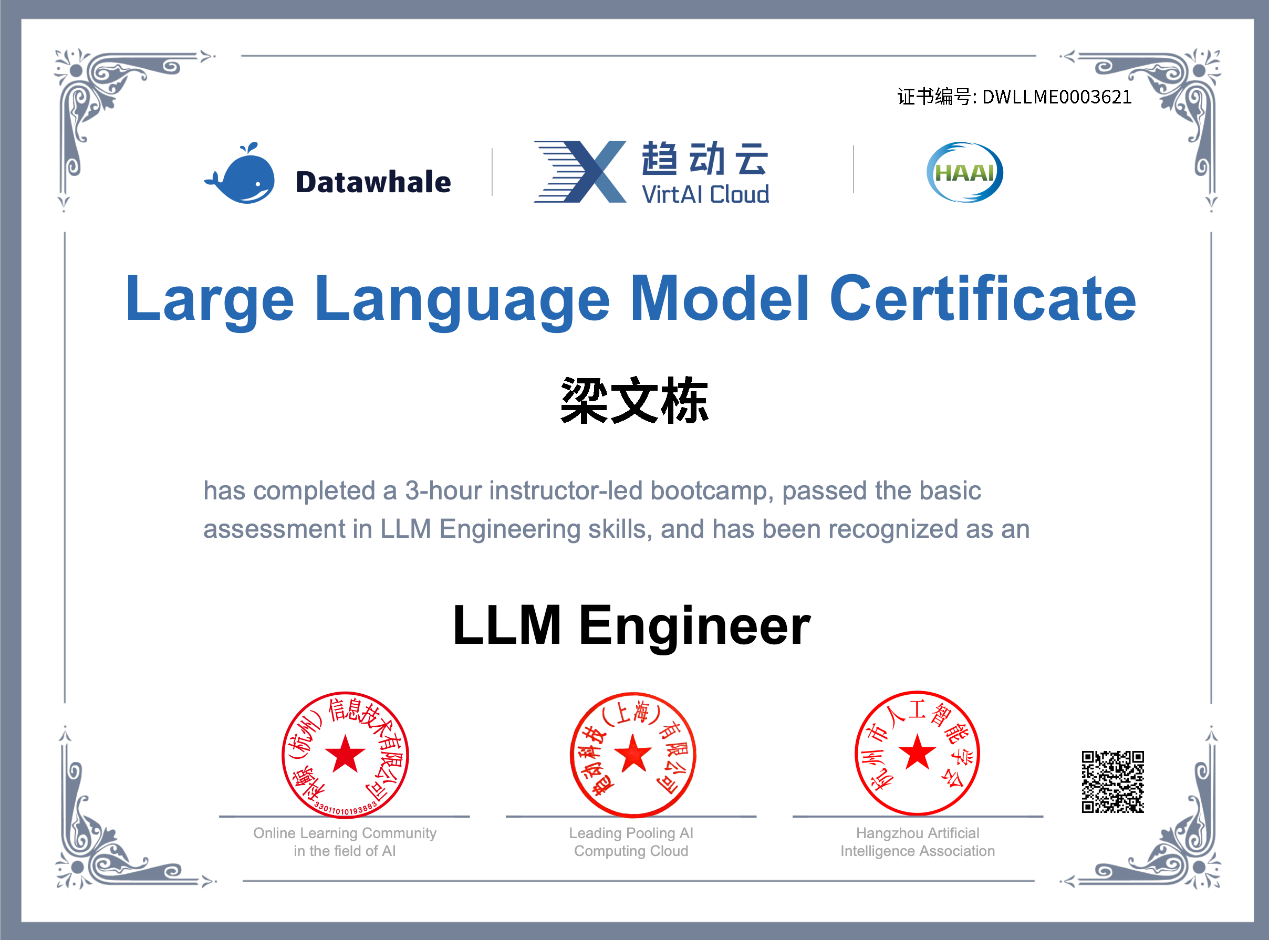 证书编号: DWLLME0003621
Datawhale
趋动云
VirtAI Cloud
HAAI
Large Language Model Certificate
梁文栋
has completed a 3-hour instructor-led bootcamp, passed the basic
assessment in LLM Engineering skills, and has been recognized as an
LLM Engineer
科鲸（杭州）信息技术有限公司
趋动科技（上海）有限公司
杭州市人工智能学会
Online Learning Community
in the field of AI
Leading Pooling AI
Computing Cloud
Hangzhou Artificial
Intelligence Association